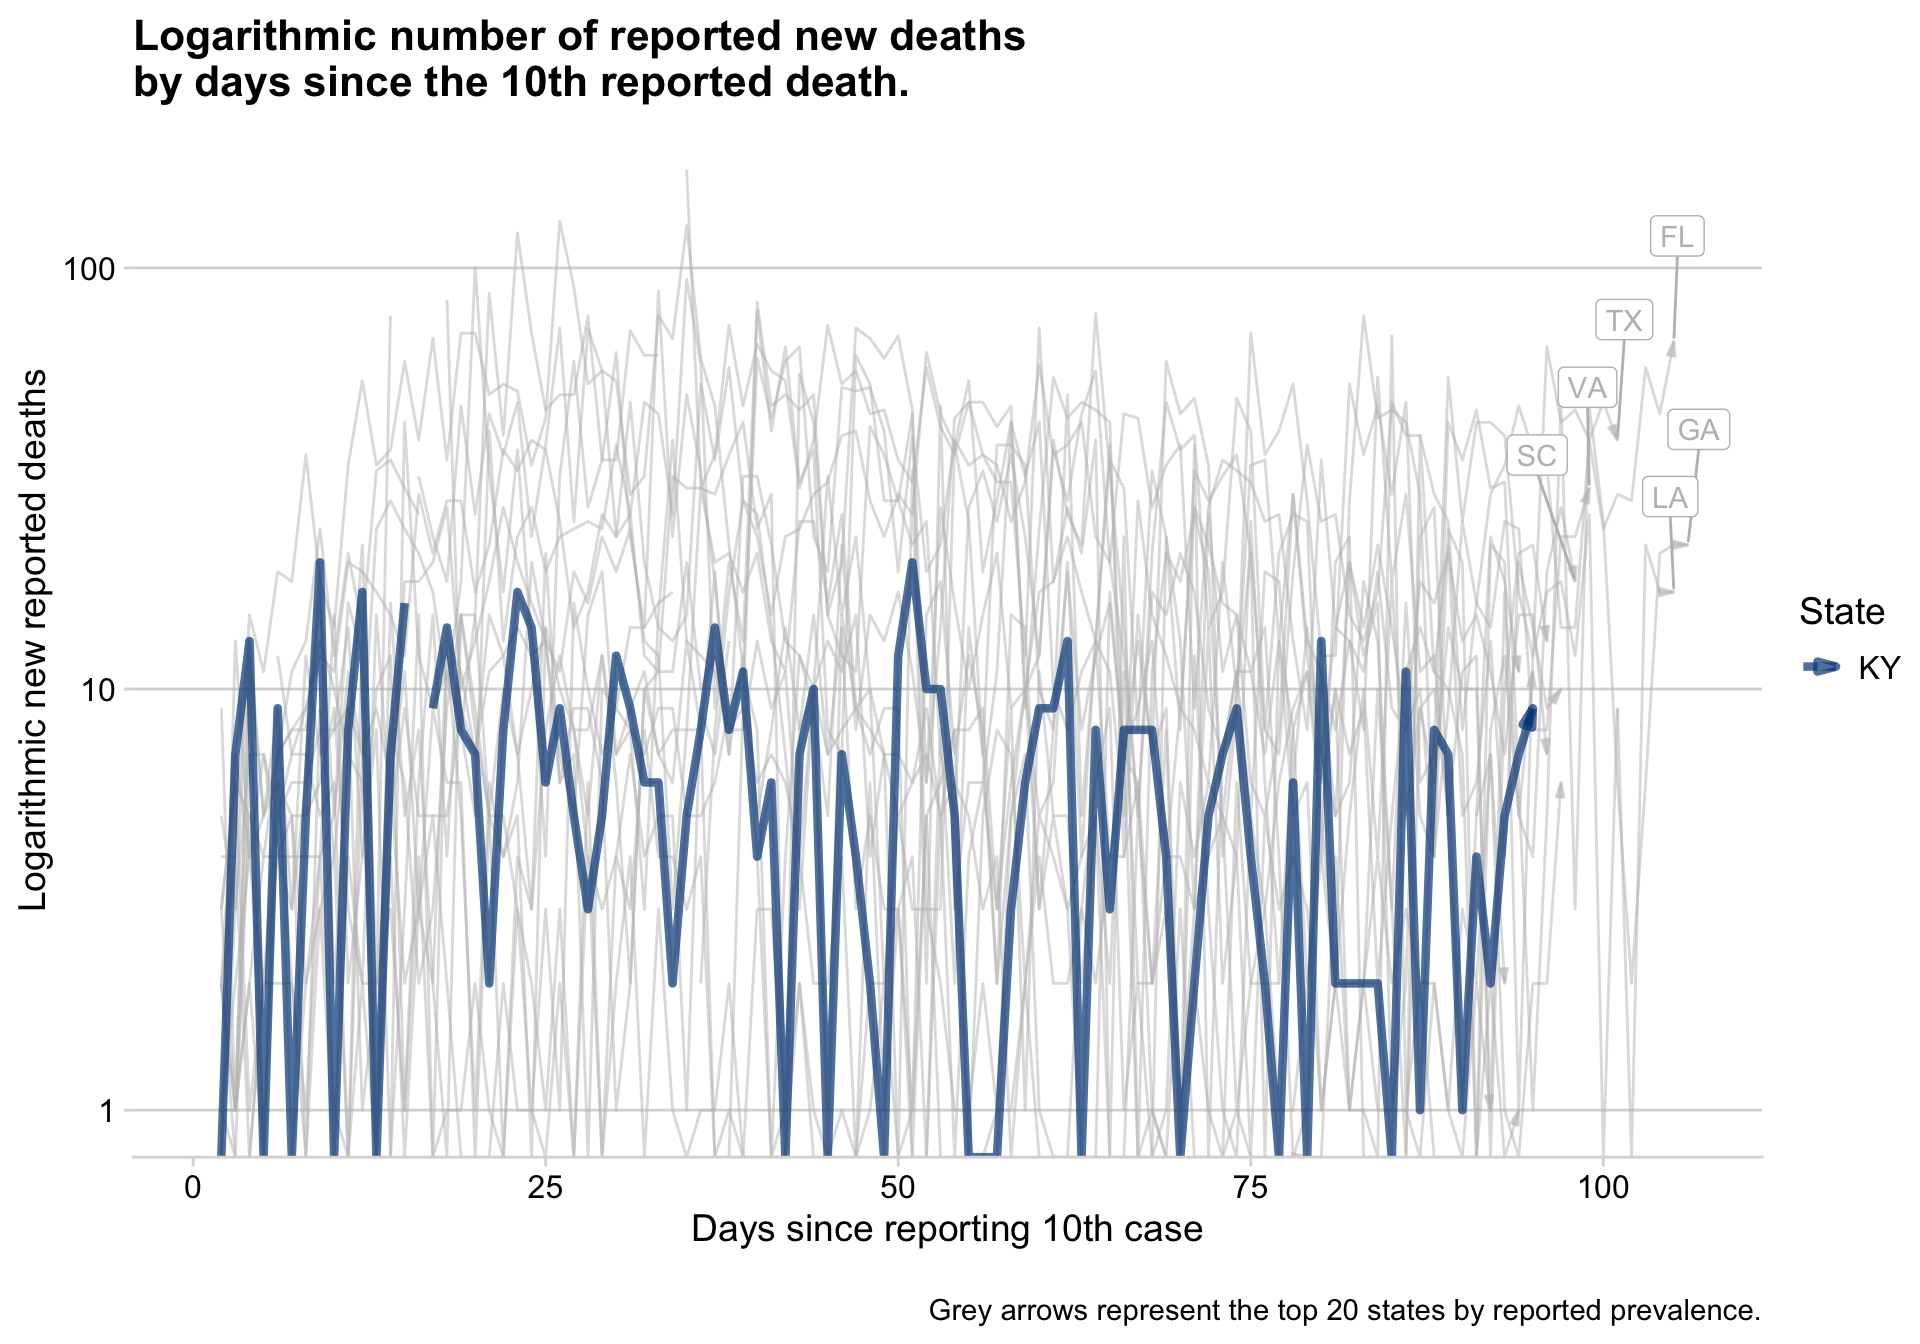 Logarithmic number of reported new deaths
by days since the 10th reported death.
Logarithmic new reported deaths
100
10
1
FL
TX
VA
GA
SC
LA
State
KY
0
25
50
75
100
Days since reporting 10th case
Grey arrows represent the top 20 states by reported prevalence.